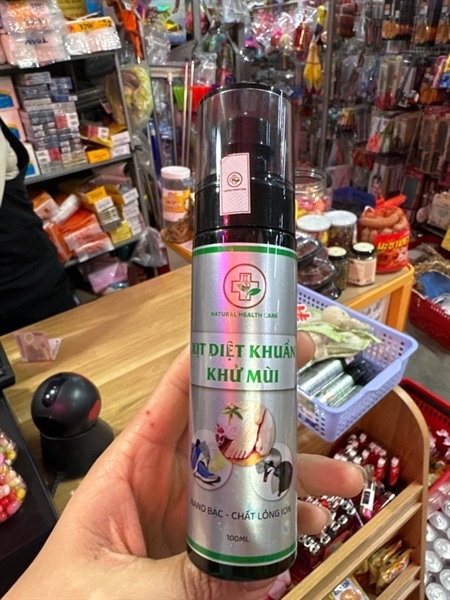 NATURAL HEALTH CARE
XỊT DIỆT KHUẨN
KHỬ MÙI
NANO BẠC - CHẤT LỎNG ION
100ML